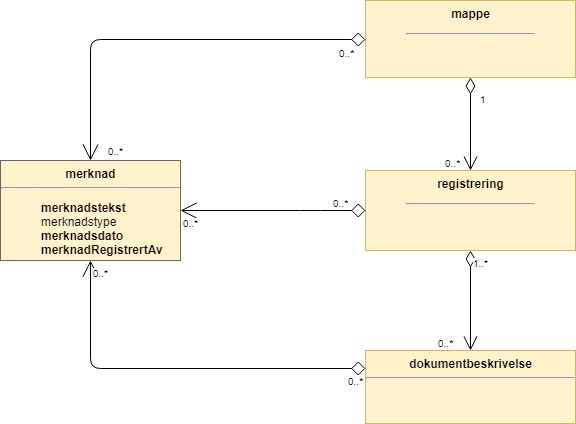 mappe
0..*
1
0..*
0..*
merknad
merknadstekst
merknadstype
merknadsdato
merknadRegistrertAv
registrering
0..*
0..*
1..*
0..*
0..*
dokumentbeskrivelse
0..*